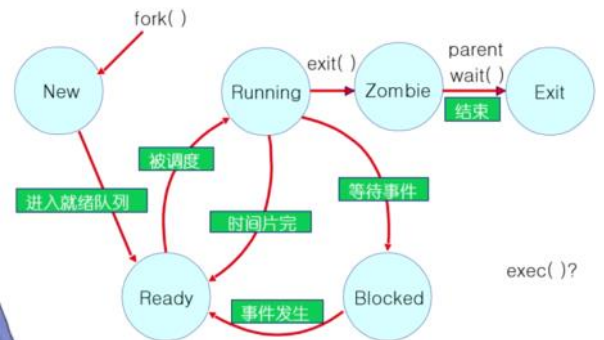 fork( )
New
Running
exit( )
Zombie
parent
wait( )
结束
Exit
被调度
等待事件
进入就绪队列
时间片完
exec( )?
Ready
事件发生
Blocked